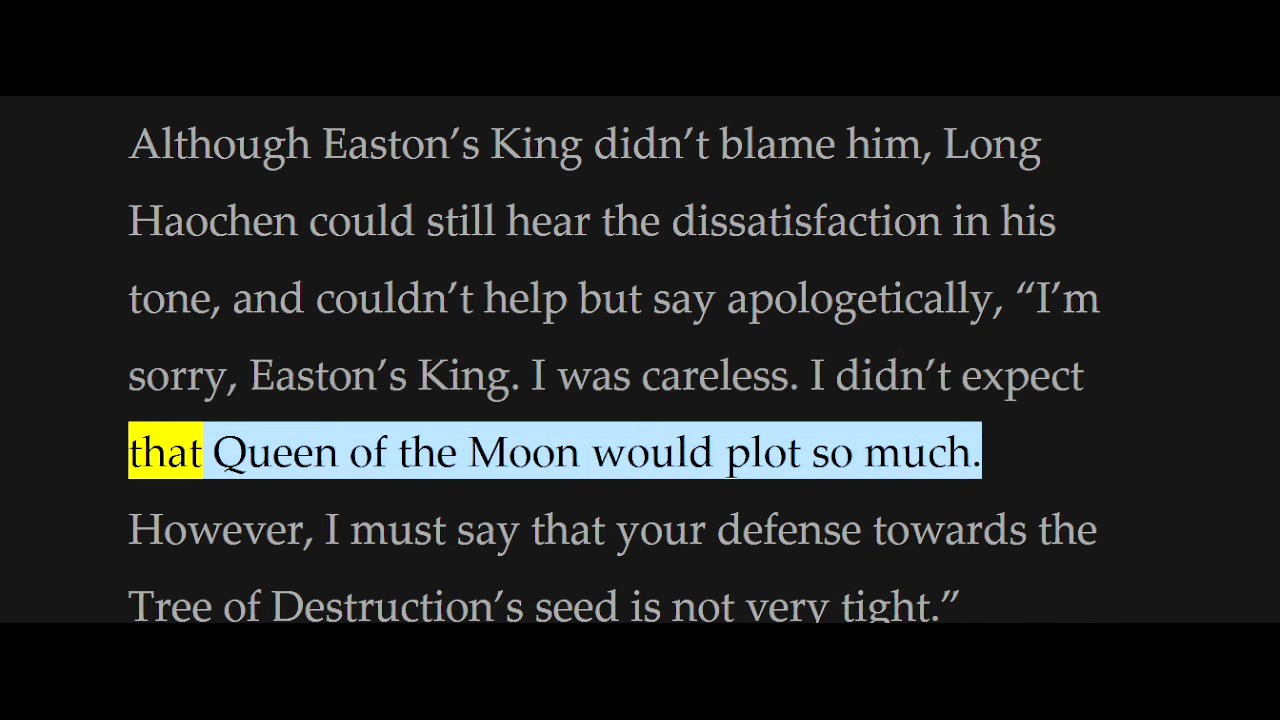 Although Easton’s King didn’t blame him, Long
Haochen could still hear the dissatisfaction in his
tone, and couldn’t help but say apologetically, “I’m
sorry, Easton’s King. I was careless. I didn’t expect
that Queen of the Moon would plot so much.
However, I must say that your defense towards the
Tree of Destruction’s seed is not very tight.”